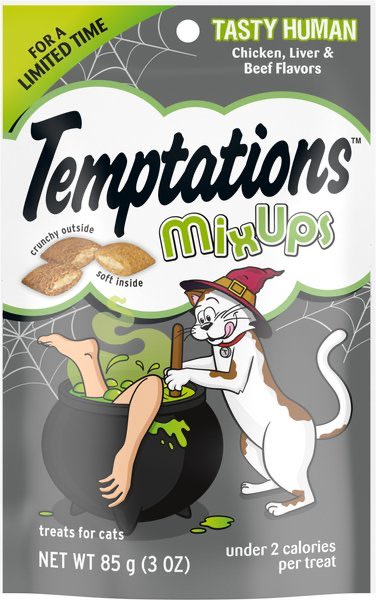 FOR A
LIMITED TIME
TASTY HUMAN
Chicken, Liver &
Beef Flavors
Temptations™
MixUps
crunchy outside
soft inside
treats for cats
NET WT 85 g (3 OZ)
under 2 calories
per treat